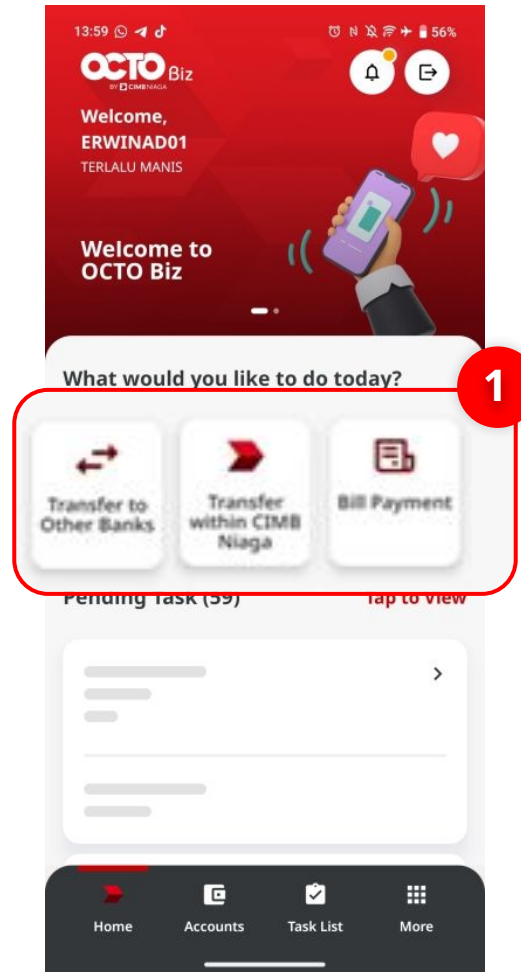 13:59 56%
OCTO Biz
BY CIMB NIAGA
Welcome,
ERWINAD01
TERLALU MANIS
Welcome to
OCTO Biz
What would you like to do today?
1
Transfer to
Other Banks
Transfer
within CIMB
Niaga
Bill Payment
Pending Task (59) Tap to View
Home Accounts Task List More